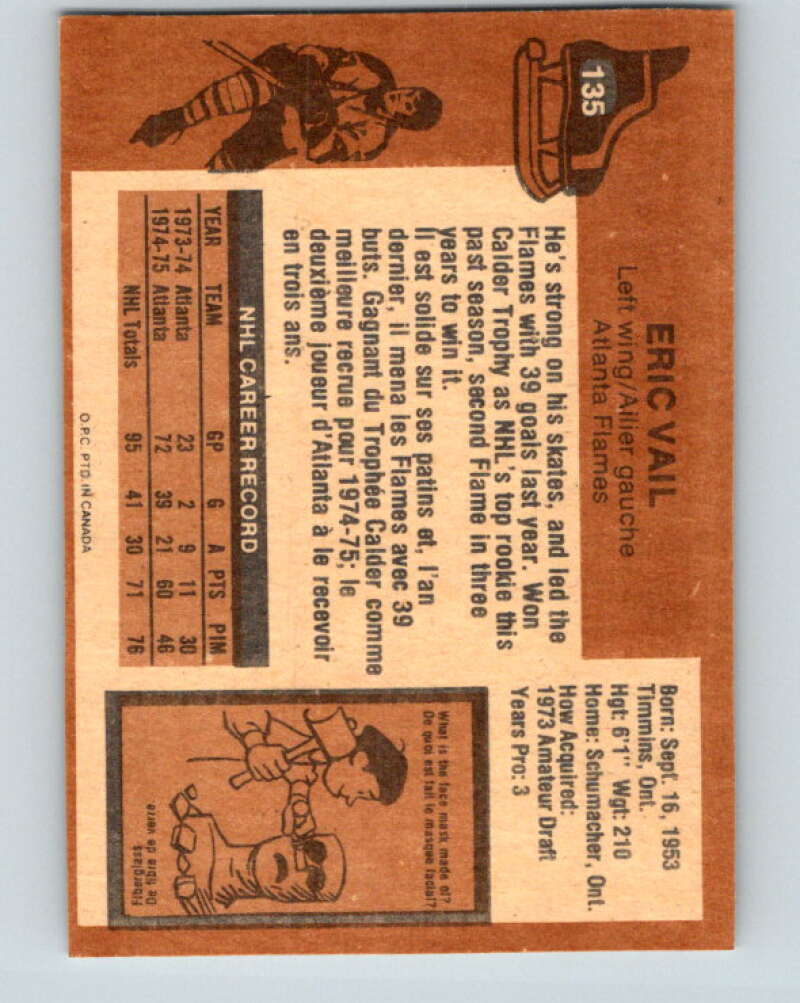 135
ERIC VAIL
Left wing/Ailier gauche
Atlanta Flames
Born: Sept. 16, 1953
Timmins, Ont.
Hgt: 6'1" Wgt: 210
Home: Schumacher, Ont.
How Acquired:
1973 Amateur Draft
Years Pro: 3
He's strong on his skates, and led the
Flames with 39 goals last year. Won
Calder Trophy as NHL's top rookie this
past season, second Flame in three
years to win it.
Il est solide sur ses patins et, l'an
dernier, il mena les Flames avec 39
buts. Gagnant du Trophée Calder comme
meilleure recrue pour 1974-75; le
deuxième joueur d'Atlanta à le recevoir
en trois ans.
NHL CAREER RECORD
YEAR TEAM GP G A PTS PIM
1973-74 Atlanta 23 2 9 11 30
1974-75 Atlanta 72 39 21 60 46
NHL Totals 95 41 30 71 76
What is the face mask made of?
De quoi est fait le masque facial?
Fiberglass
De fibre de verre
O.P.C. PTD. IN CANADA